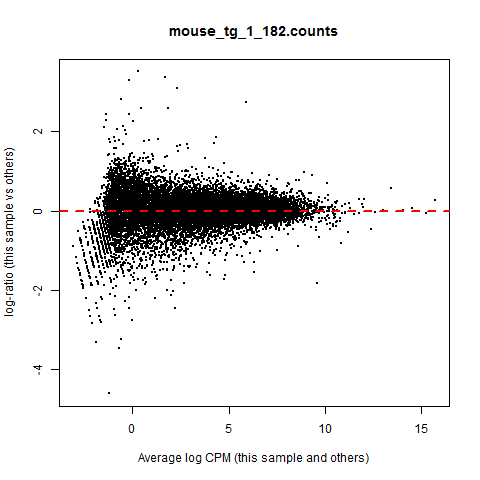 mouse_tg_1_182.counts
log-ratio (this sample vs others)
2
0
-2
-4
0
5
10
15
Average log CPM (this sample and others)